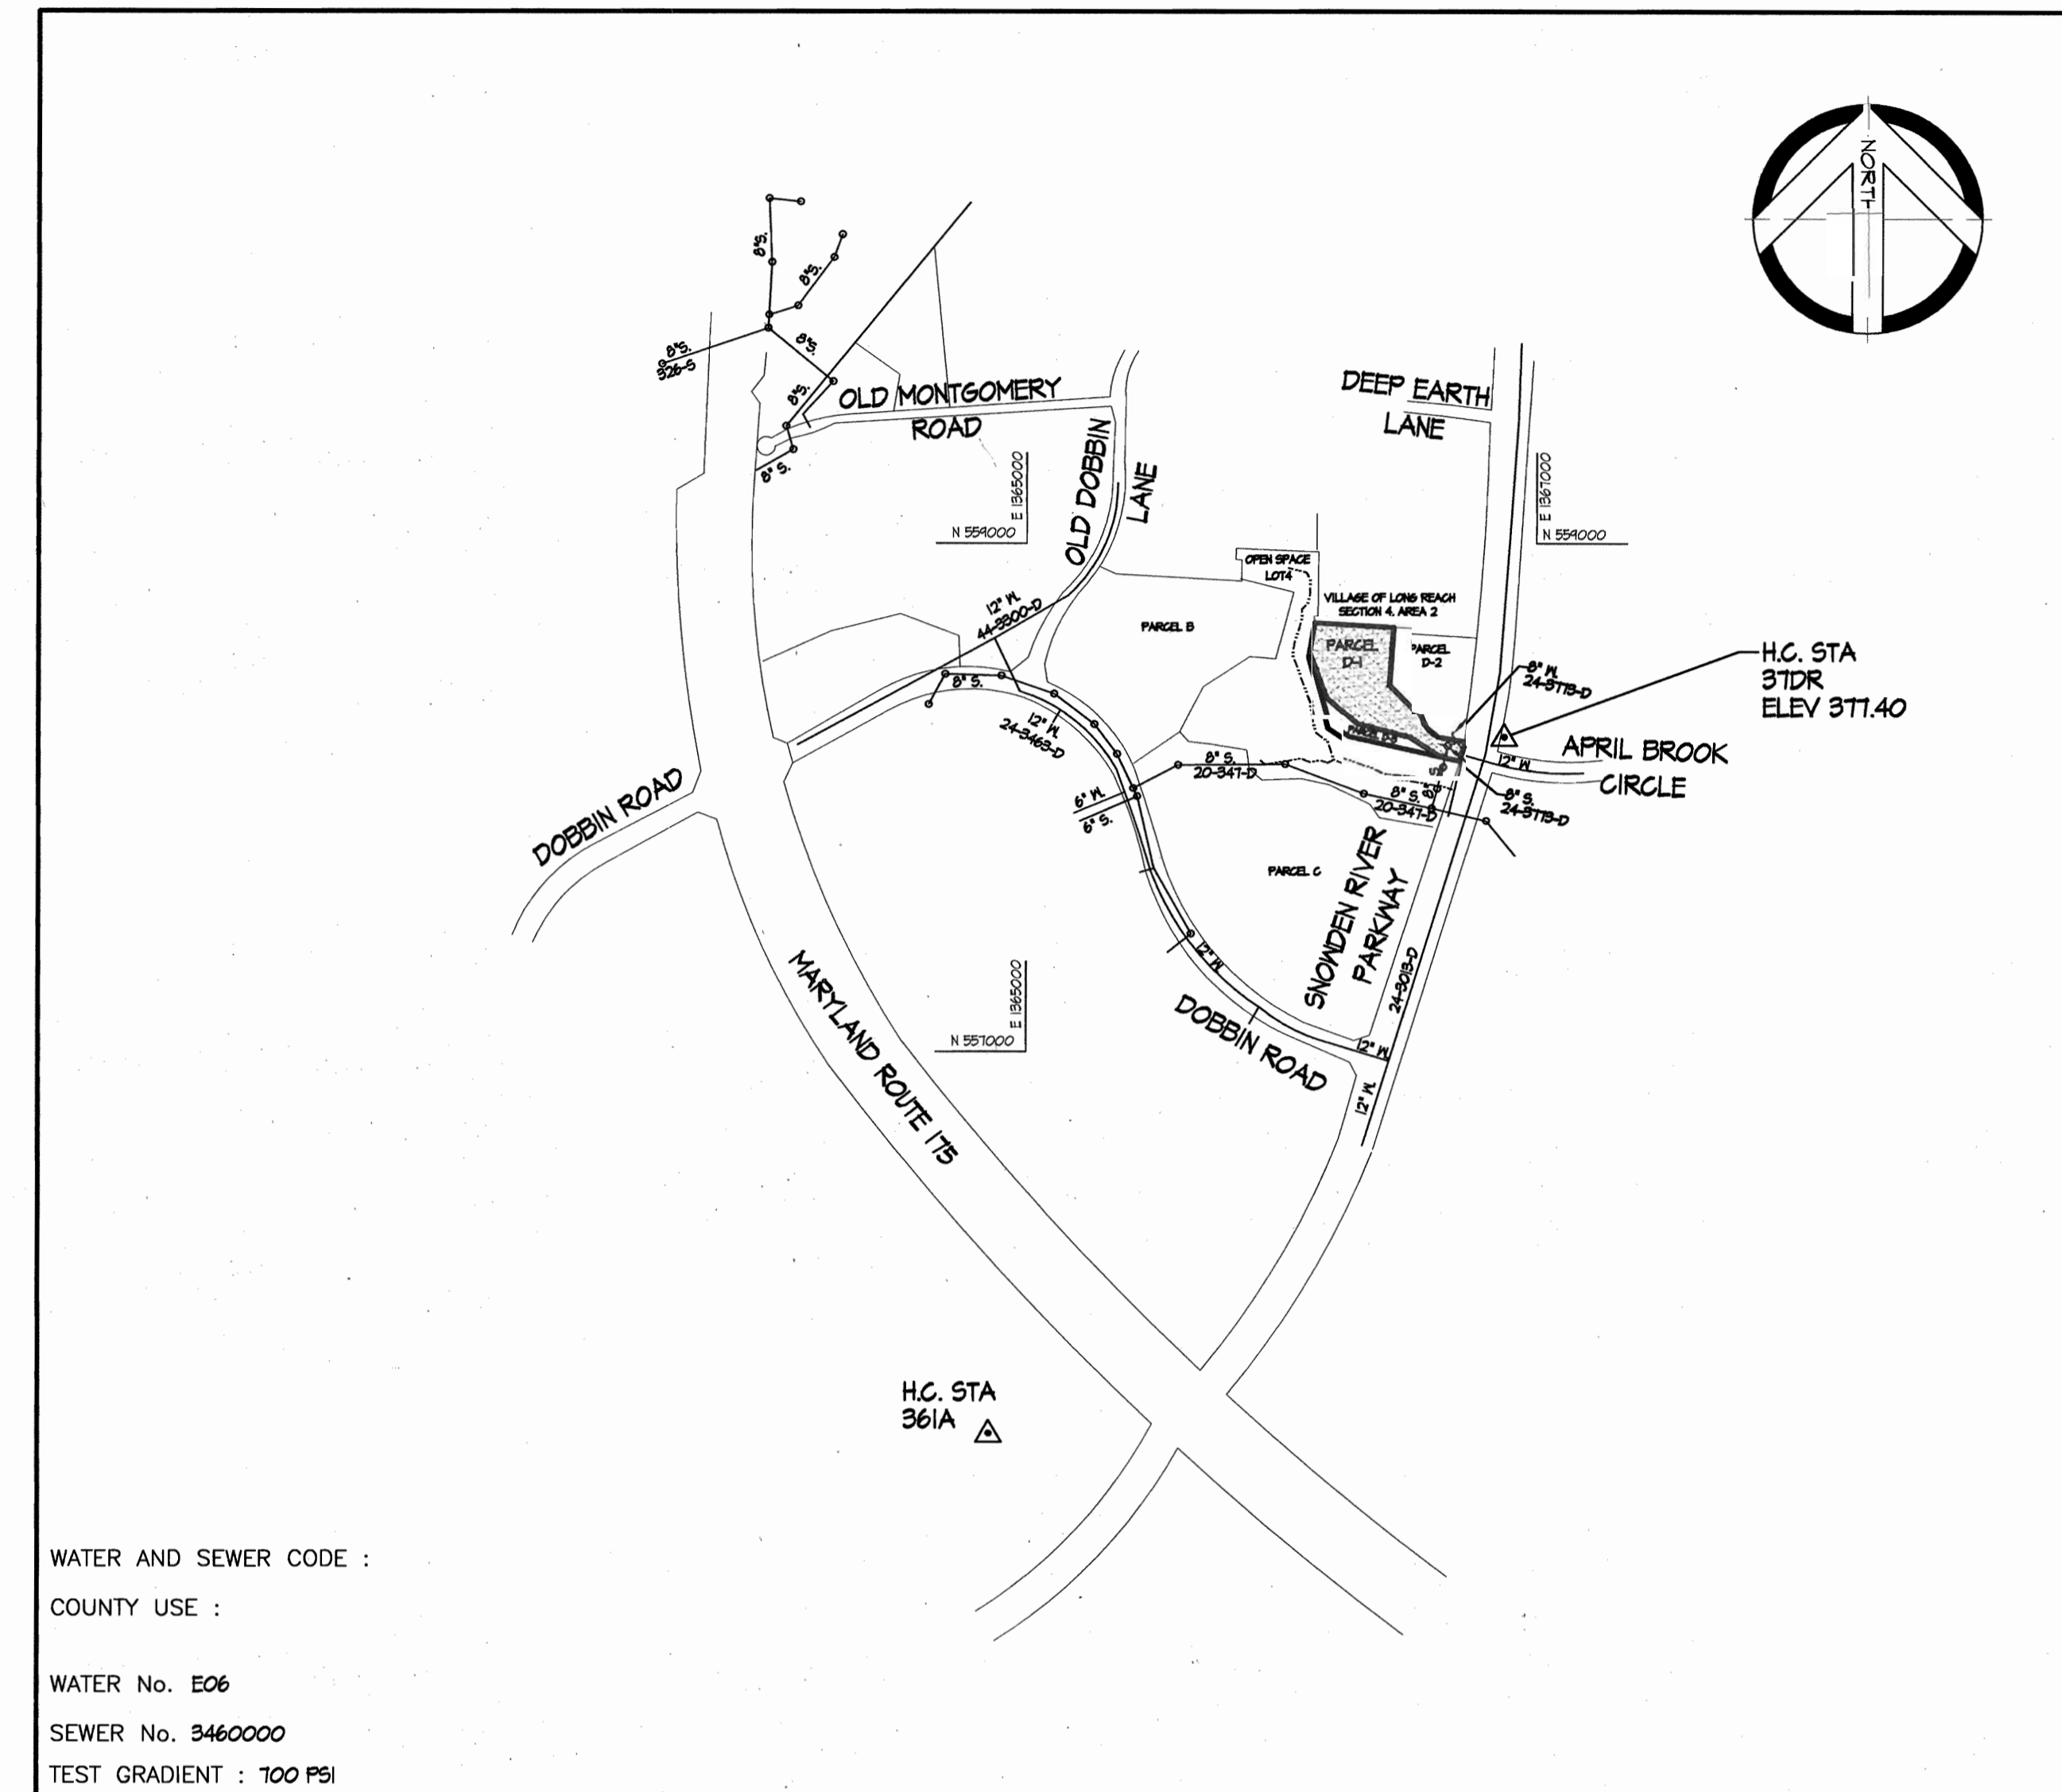 NORTH
8"S.
8"S.
8"S.
326-S
8"S.
8"S.
8" S.
OLD MONTGOMERY
ROAD
DEEP EARTH
LANE
OLD DOBBIN
LANE
E 1365000
N 559000
E 1367000
N 559000
OPEN SPACE
LOT4
VILLAGE OF LONG REACH
SECTION 4, AREA 2
12" W.
44-3300-D
PARCEL B
PARCEL
D-1
PARCEL
D-2
H.C. STA
37DR
ELEV 377.40
8" W.
24-3773-D
8" S.
12" W.
24-3463-D
APRIL BROOK
CIRCLE
12" W.
8" S.
20-347-D
8" S.
20-347-D
8" S.
8" S.
24-3773-D
6" W.
6" S.
DOBBIN ROAD
PARCEL C
SNOWDEN RIVER
PARKWAY
24-3013-D
12" W.
E 1365000
N 557000
MARYLAND ROUTE 175
DOBBIN ROAD
12" W.
12" W.
H.C. STA
361A
WATER AND SEWER CODE :
COUNTY USE :
WATER No. E06
SEWER No. 3460000
TEST GRADIENT : 700 PSI